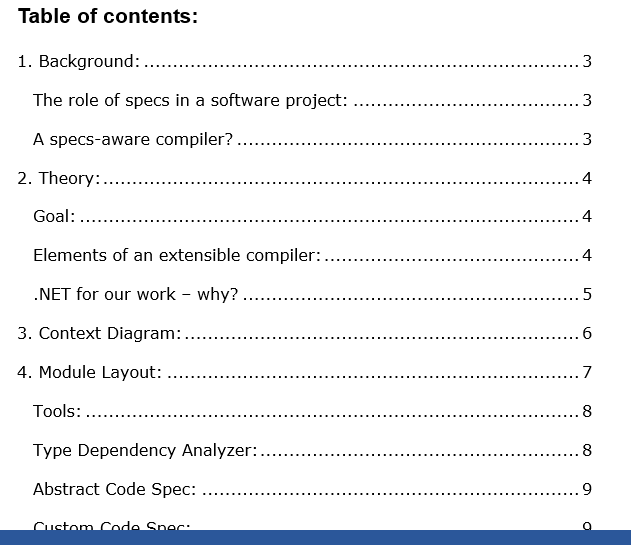 Table of contents:
1. Background: ........................................................................ 3
The role of specs in a software project: ...................................... 3
A specs-aware compiler? .......................................................... 3
2. Theory: ................................................................................ 4
Goal: ..................................................................................... 4
Elements of an extensible compiler: ........................................... 4
.NET for our work – why? ......................................................... 5
3. Context Diagram: ................................................................... 6
4. Module Layout: ...................................................................... 7
Tools: .................................................................................... 8
Type Dependency Analyzer: ...................................................... 8
Abstract Code Spec: ................................................................ 9
Custom Code Spec: 9